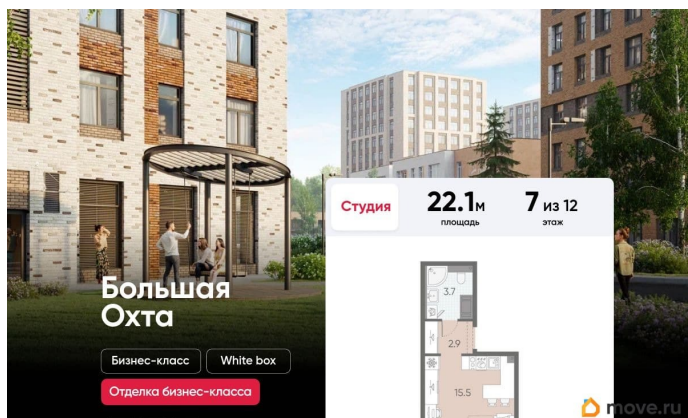 Студия
22.1м
площадь
7 из 12
этаж
3.7
2.9
15.5
Большая
Охта
Бизнес-класс
White box
Отделка бизнес-класса
move.ru